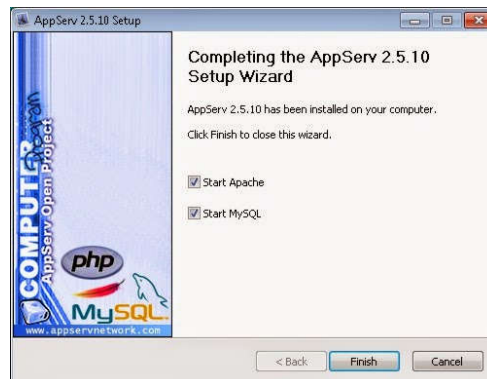 AppServ 2.5.10 Setup
Completing the AppServ 2.5.10
Setup Wizard
AppServ 2.5.10 has been installed on your computer.
Click Finish to close this wizard.
Start Apache
Start MySQL
COMPUTER
Program
AppServ Open Project
php
MySQL
www.appservnetwork.com
< Back
Finish
Cancel